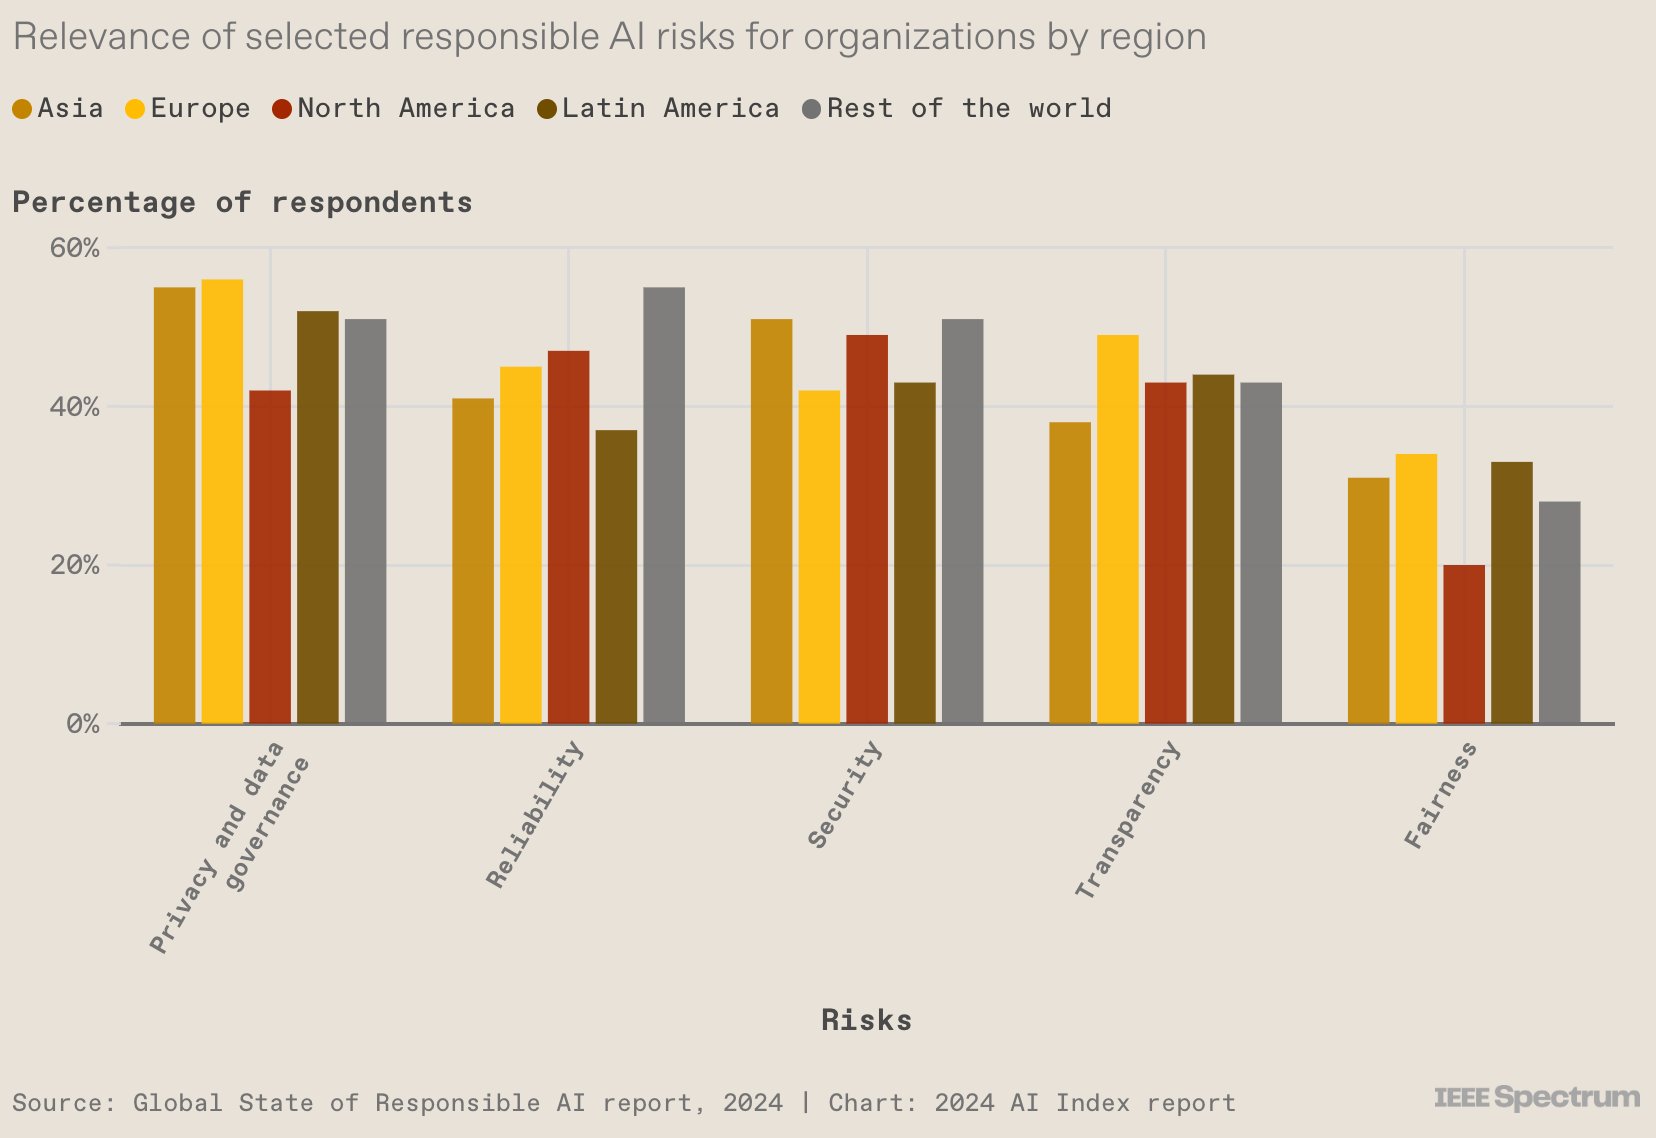 Relevance of selected responsible AI risks for organizations by region
Asia Europe North America Latin America Rest of the world
Percentage of respondents
60%
40%
20%
0%
Privacy and data
governance
Reliability
Security
Transparency
Fairness
Risks
Source: Global State of Responsible AI report, 2024 | Chart: 2024 AI Index report
IEEE Spectrum